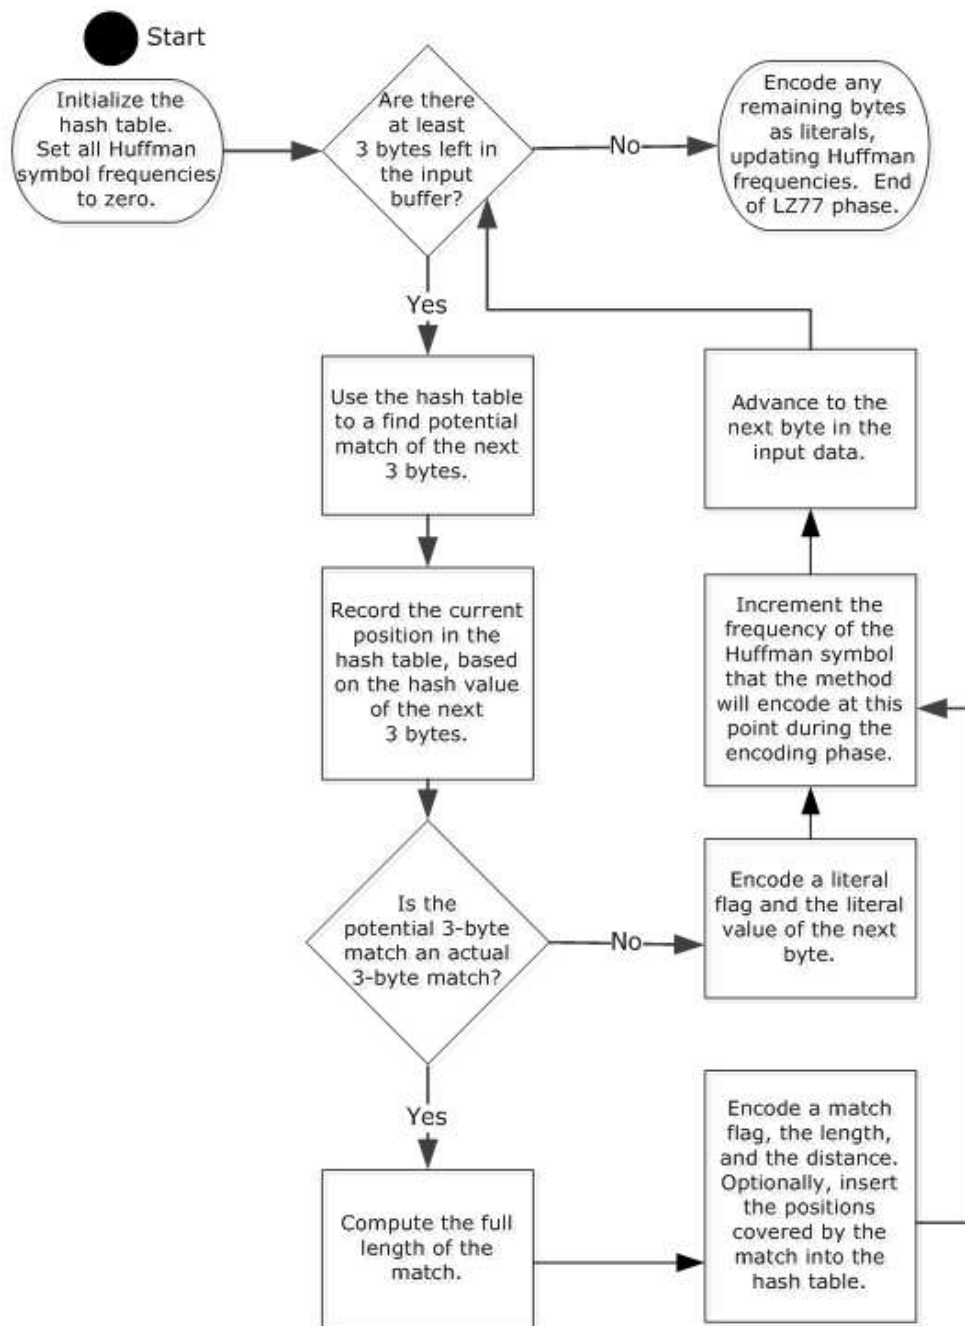 Start
Initialize the
hash table.
Set all Huffman
symbol frequencies
to zero.
Are there
at least
3 bytes left in
the input
buffer?
No
Encode any
remaining bytes
as literals,
updating Huffman
frequencies. End
of LZ77 phase.
Yes
Use the hash table
to a find potential
match of the next
3 bytes.
Advance to the
next byte in the
input data.
Record the current
position in the
hash table, based
on the hash value
of the next
3 bytes.
Increment the
frequency of the
Huffman symbol
that the method
will encode at this
point during the
encoding phase.
Is the
potential 3-byte
match an actual
3-byte match?
No
Encode a literal
flag and the literal
value of the next
byte.
Yes
Compute the full
length of the
match.
Encode a match
flag, the length,
and the distance.
Optionally, insert
the positions
covered by the
match into the
hash table.